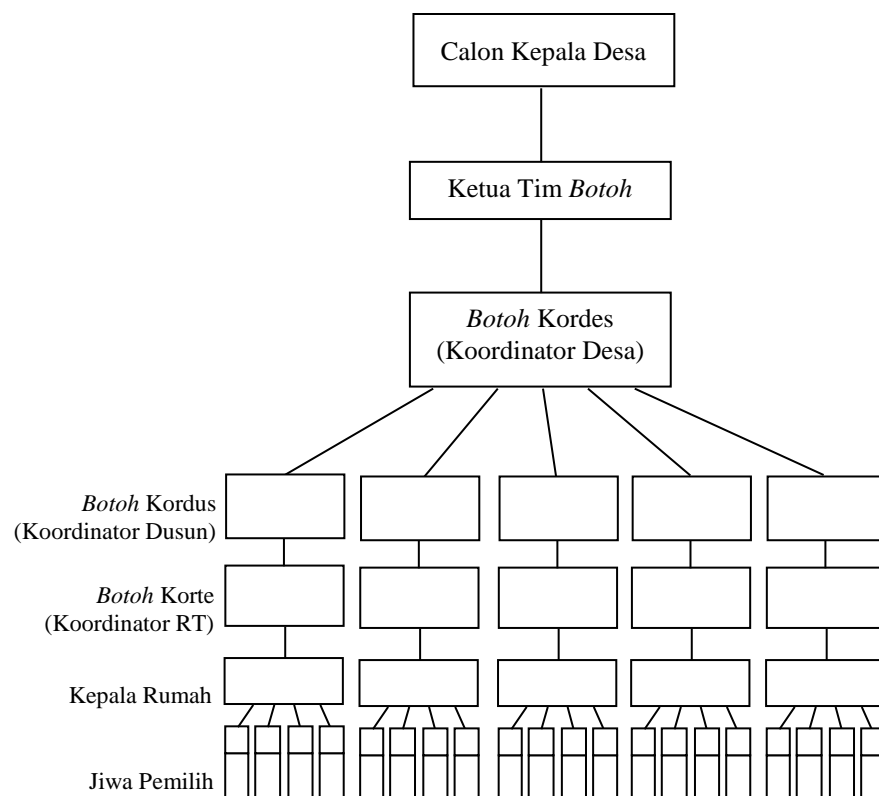 Calon Kepala Desa
Ketua Tim Botoh
Botoh Kordes
(Koordinator Desa)
Botoh Kordus
(Koordinator Dusun)
Botoh Korte
(Koordinator RT)
Kepala Rumah
Jiwa Pemilih